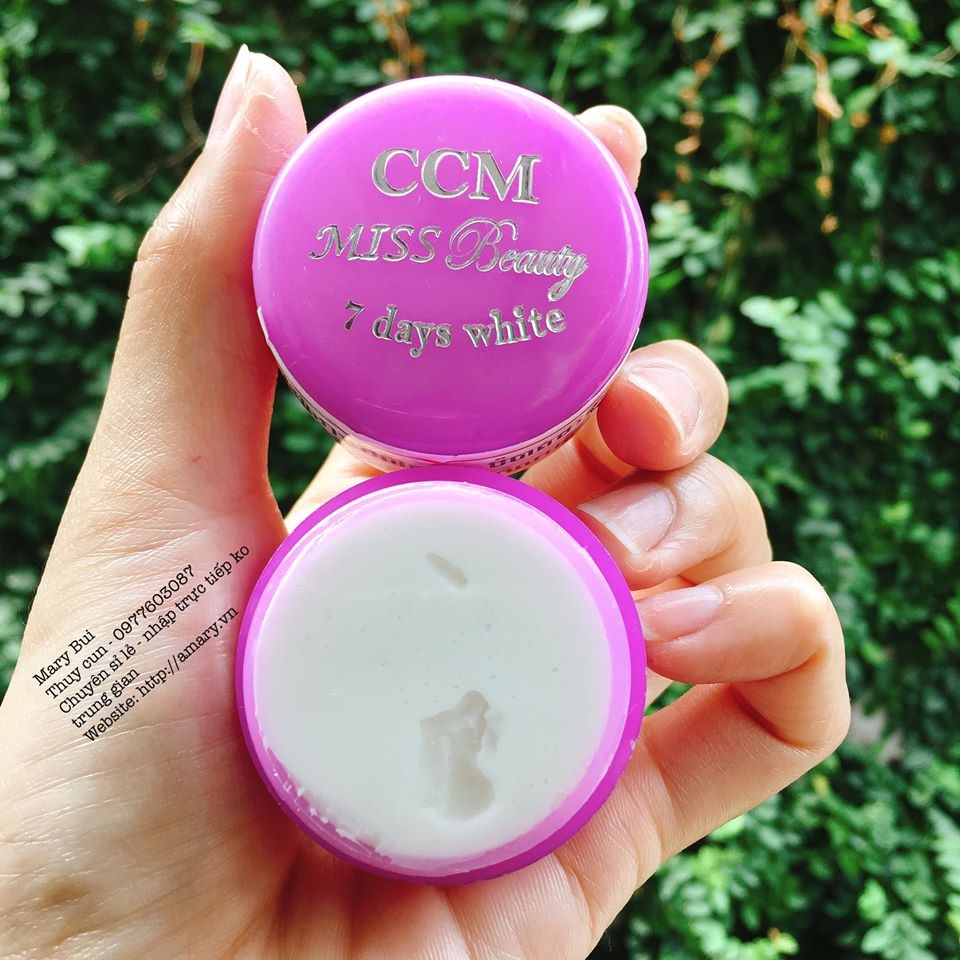 CCM
MISS Beauty
7 days white
Mary Bui
Thuy cun - 0977603087
Chuyên sỉ lẻ - nhập trực tiếp ko
trung gian
Website: http://amary.vn